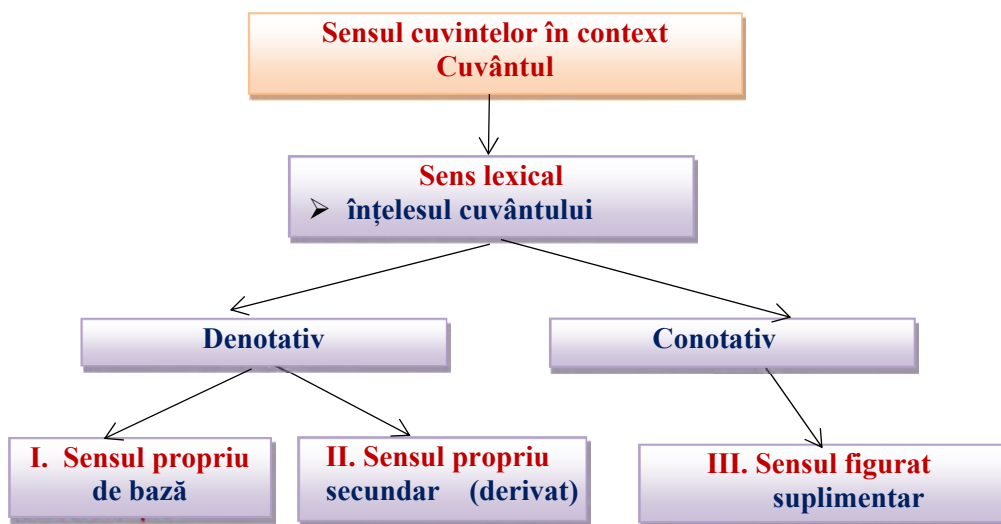 Sensul cuvintelor în context
Cuvântul
Sens lexical
➢ înțelesul cuvântului
Denotativ
Conotativ
I. Sensul propriu
de bază
II. Sensul propriu
secundar (derivat)
III. Sensul figurat
suplimentar